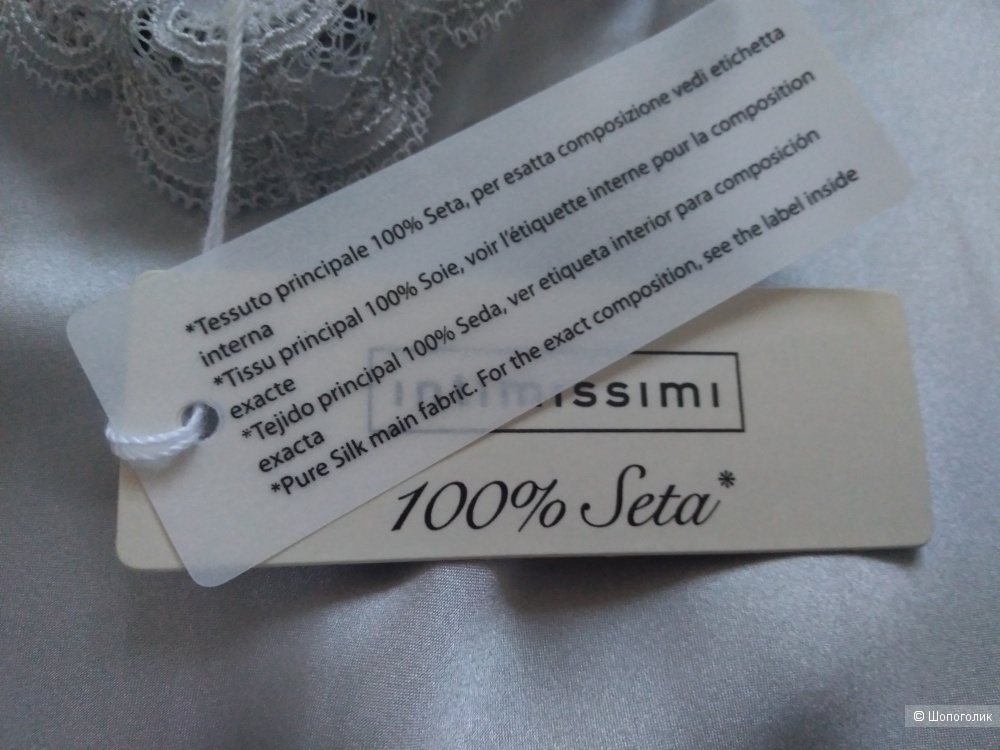 *Tessuto principale 100% Seta, per esatta composizione vedi etichetta
interna
*Tissu principal 100% Soie, voir l'étiquette interne pour la composition
exacte
*Tejido principal 100% Seda, ver etiqueta interior para composición
exacta
*Pure Silk main fabric. For the exact composition, see the label inside
intimissimi
100% Seta*
© Шопоголик